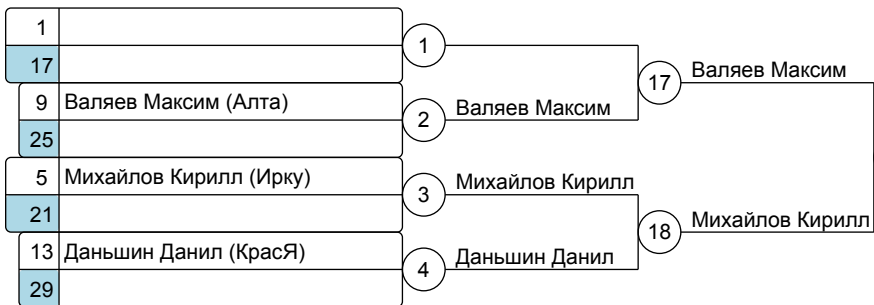 1
17
1
9 Валяев Максим (Алта)
25
2
Валяев Максим
17
Валяев Максим
5 Михайлов Кирилл (Ирку)
21
3
Михайлов Кирилл
13 Даньшин Данил (КрасЯ)
29
4
Даньшин Данил
18
Михайлов Кирилл